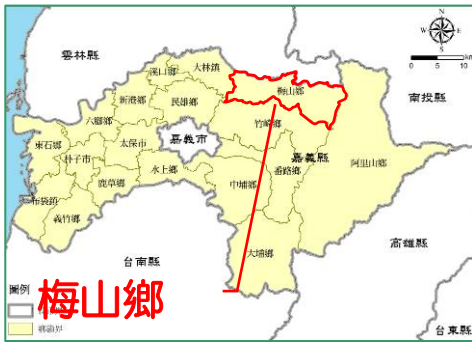 雲林縣
溪口鄉
大林鎮
梅山鄉
六腳鄉
新港鄉
民雄鄉
南投縣
竹崎鄉
東石鄉
朴子市
太保市
嘉義市
嘉義縣
阿里山鄉
水上鄉
中埔鄉
番路鄉
鹿草鄉
布袋鎮
義竹鄉
大埔鄉
高雄縣
台南縣
圖例
梅山鄉
鄉鎮界
台東縣
N
W
E
S
0
5
10